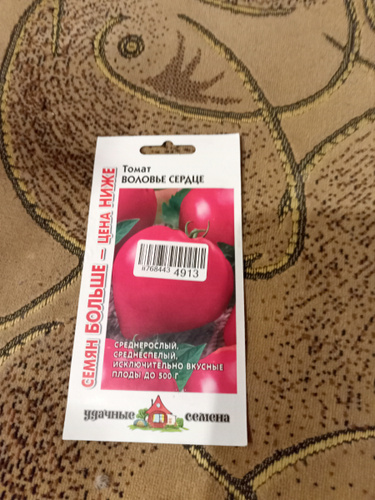 Томат
ВОЛОВЬЕ СЕРДЦЕ
СЕМЯН БОЛЬШЕ = ЦЕНА НИЖЕ
4913
СРЕДНЕРОСЛЫЙ,
СРЕДНЕСПЕЛЫЙ,
ИСКЛЮЧИТЕЛЬНО ВКУСНЫЕ
ПЛОДЫ ДО 500 Г
удачные семена